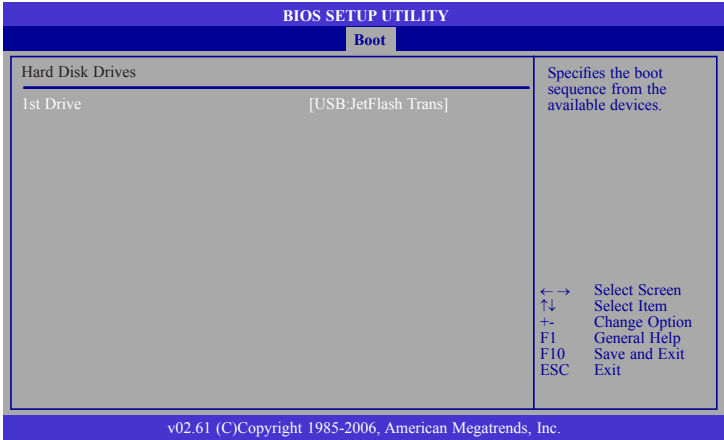 BIOS SETUP UTILITY
Boot
Hard Disk Drives
1st Drive [USB:JetFlash Trans]
Specifies the boot
sequence from the
available devices.
←→ Select Screen
↑↓ Select Item
+- Change Option
F1 General Help
F10 Save and Exit
ESC Exit
v02.61 (C)Copyright 1985-2006, American Megatrends, Inc.